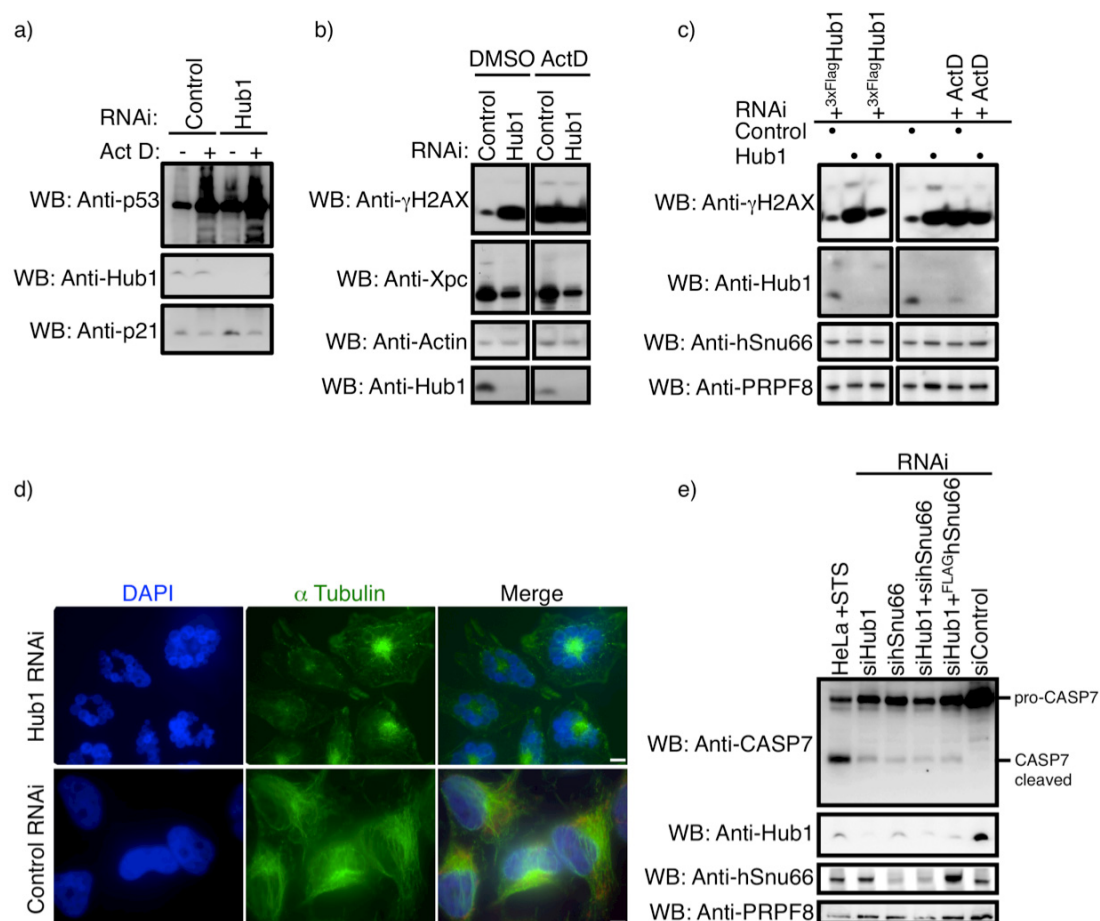 a)
RNAi:
Control
Hub1
Act D: - + - +
WB: Anti-p53
WB: Anti-Hub1
WB: Anti-p21
b)
DMSO ActD
RNAi:
Control
Hub1
Control
Hub1
WB: Anti-γH2AX
WB: Anti-Xpc
WB: Anti-Actin
WB: Anti-Hub1
c)
+3xFlagHub1
+3xFlagHub1
+ ActD
+ ActD
RNAi
Control • • •
Hub1 • • • •
WB: Anti-γH2AX
WB: Anti-Hub1
WB: Anti-hSnu66
WB: Anti-PRPF8
d)
DAPI α Tubulin Merge
Hub1 RNAi
Control RNAi
e)
RNAi
HeLa +STS
siHub1
sihSnu66
siHub1+sihSnu66
siHub1+FLAGhSnu66
siControl
WB: Anti-CASP7
pro-CASP7
CASP7
cleaved
WB: Anti-Hub1
WB: Anti-hSnu66
WB: Anti-PRPF8